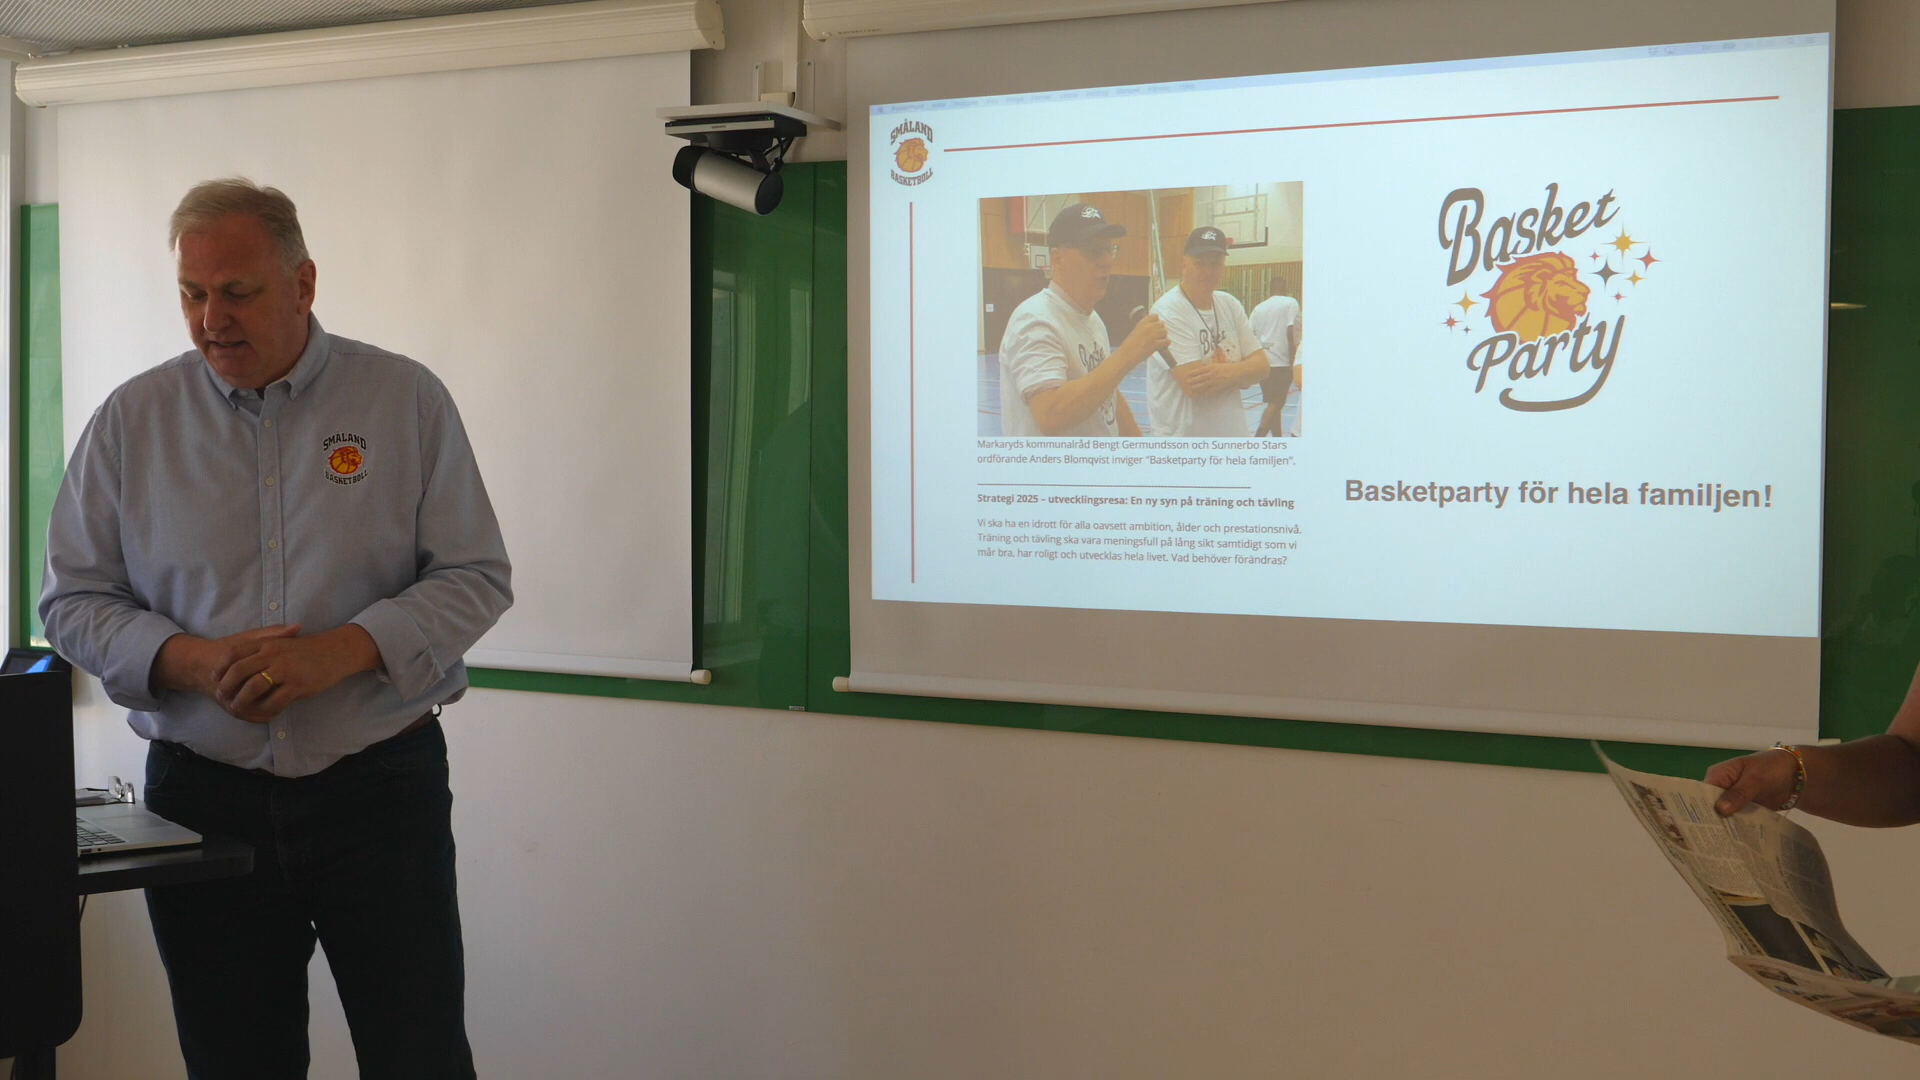 SMÅLAND
BASKETBOLL
Basket
Party
Markaryds kommunalråd Bengt Germundsson och Sunnerbo Stars
ordförande Anders Blomqvist inviger "Basketparty för hela familjen".
Basketparty för hela familjen!
Strategi 2025 – utvecklingsresa: En ny syn på träning och tävling
Vi ska ha en idrott för alla oavsett ambition, ålder och prestationsnivå.
Träning och tävling ska vara meningsfull på lång sikt samtidigt som vi
mår bra, har roligt och utvecklas hela livet. Vad behöver förändras?
SMÅLAND
BASKETBOLL